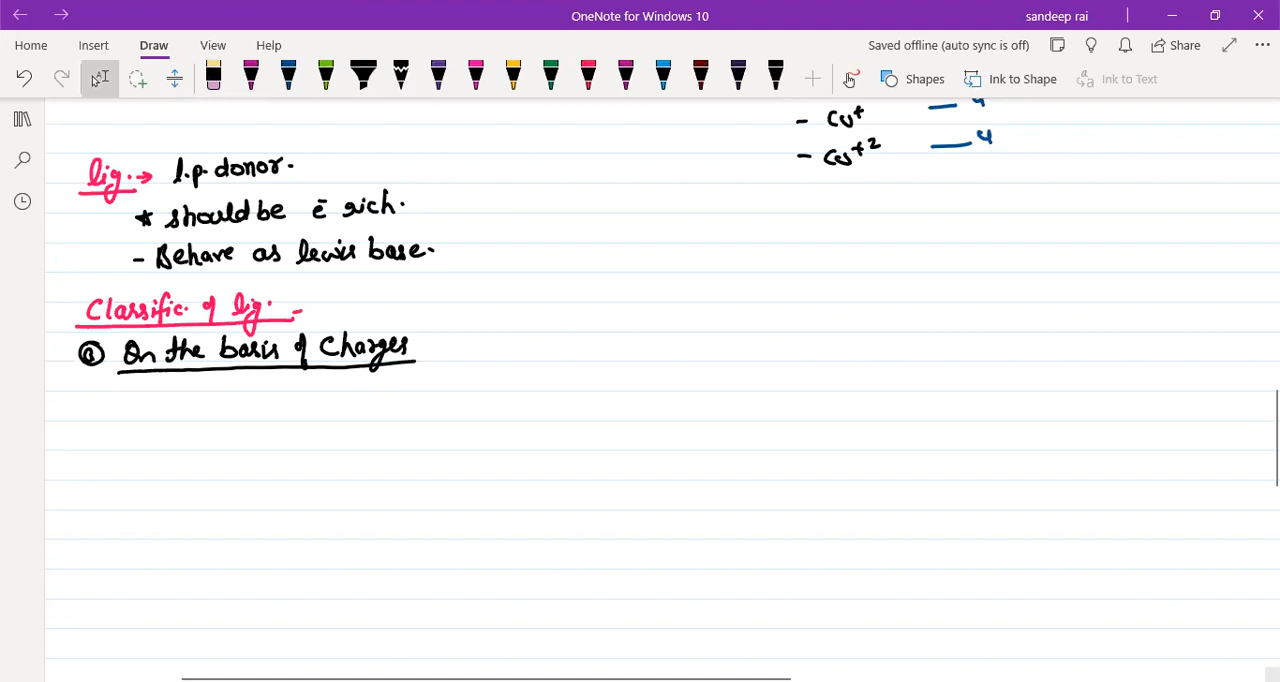 OneNote for Windows 10
sandeep rai
Home Insert Draw View Help
Saved offline (auto sync is off)
Share
Shapes
Ink to Shape
Ink to Text
- Cu+ 4
- Cu+2 4
lig. → l.p. donor.
* should be ē rich.
- Behave as lewis base.
Classific. of lig. -
ⓐ On the basis of Charges